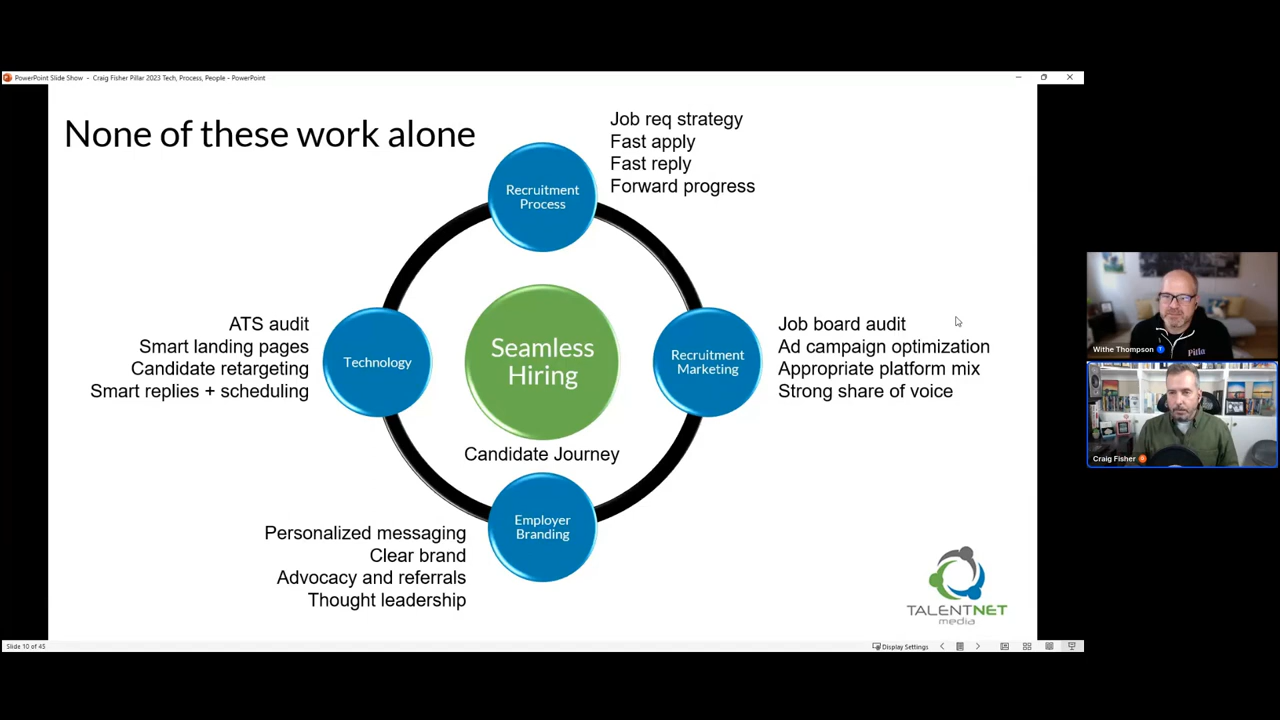 PowerPoint Slide Show - Craig Fisher Pillar 2023 Tech, Process, People - PowerPoint
None of these work alone
Job req strategy
Fast apply
Fast reply
Forward progress
Recruitment
Process
ATS audit
Smart landing pages
Candidate retargeting
Smart replies + scheduling
Technology
Seamless
Hiring
Candidate Journey
Recruitment
Marketing
Job board audit
Ad campaign optimization
Appropriate platform mix
Strong share of voice
Personalized messaging
Clear brand
Advocacy and referrals
Thought leadership
Employer
Branding
TALENTNET
media
Slide 10 of 45
Display Settings
Withe Thompson
Craig Fisher